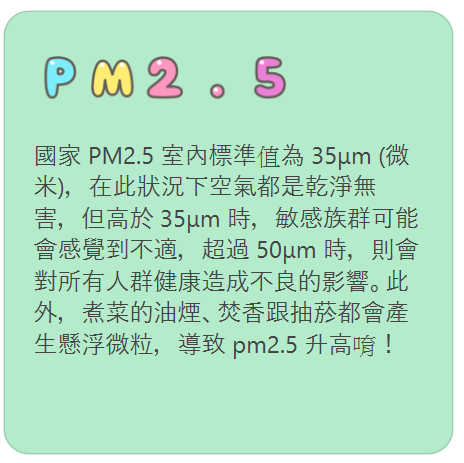 PM2.5
國家 PM2.5 室內標準值為 35μm (微
米)，在此狀況下空氣都是乾淨無
害，但高於 35μm 時，敏感族群可能
會感覺到不適，超過 50μm 時，則會
對所有人群健康造成不良的影響。此
外，煮菜的油煙、焚香跟抽菸都會產
生懸浮微粒，導致 pm2.5 升高唷！